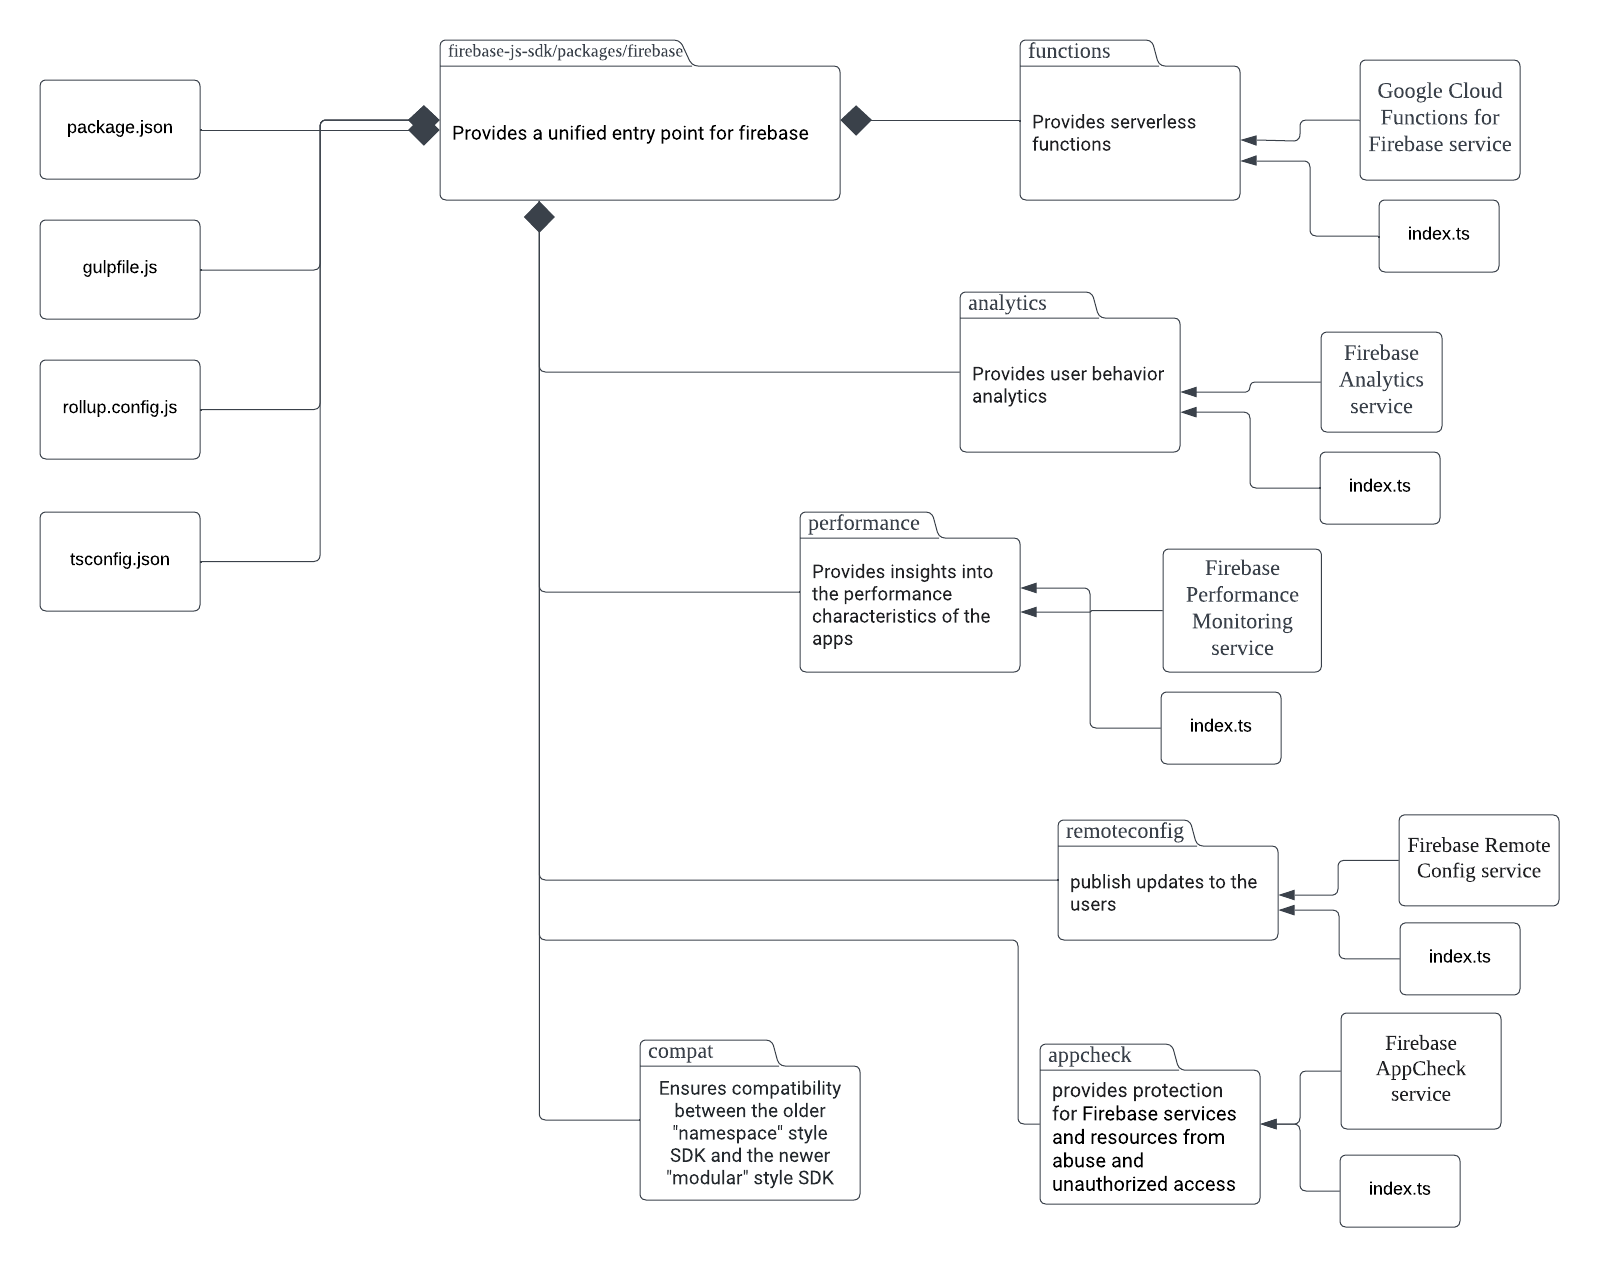 firebase-js-sdk/packages/firebase
Provides a unified entry point for firebase
package.json
gulpfile.js
rollup.config.js
tsconfig.json
functions
Provides serverless
functions
Google Cloud
Functions for
Firebase service
index.ts
analytics
Provides user behavior
analytics
Firebase
Analytics
service
index.ts
performance
Provides insights into
the performance
characteristics of the
apps
Firebase
Performance
Monitoring
service
index.ts
remoteconfig
publish updates to the
users
Firebase Remote
Config service
index.ts
compat
Ensures compatibility
between the older
"namespace" style
SDK and the newer
"modular" style SDK
appcheck
provides protection
for Firebase services
and resources from
abuse and
unauthorized access
Firebase
AppCheck
service
index.ts